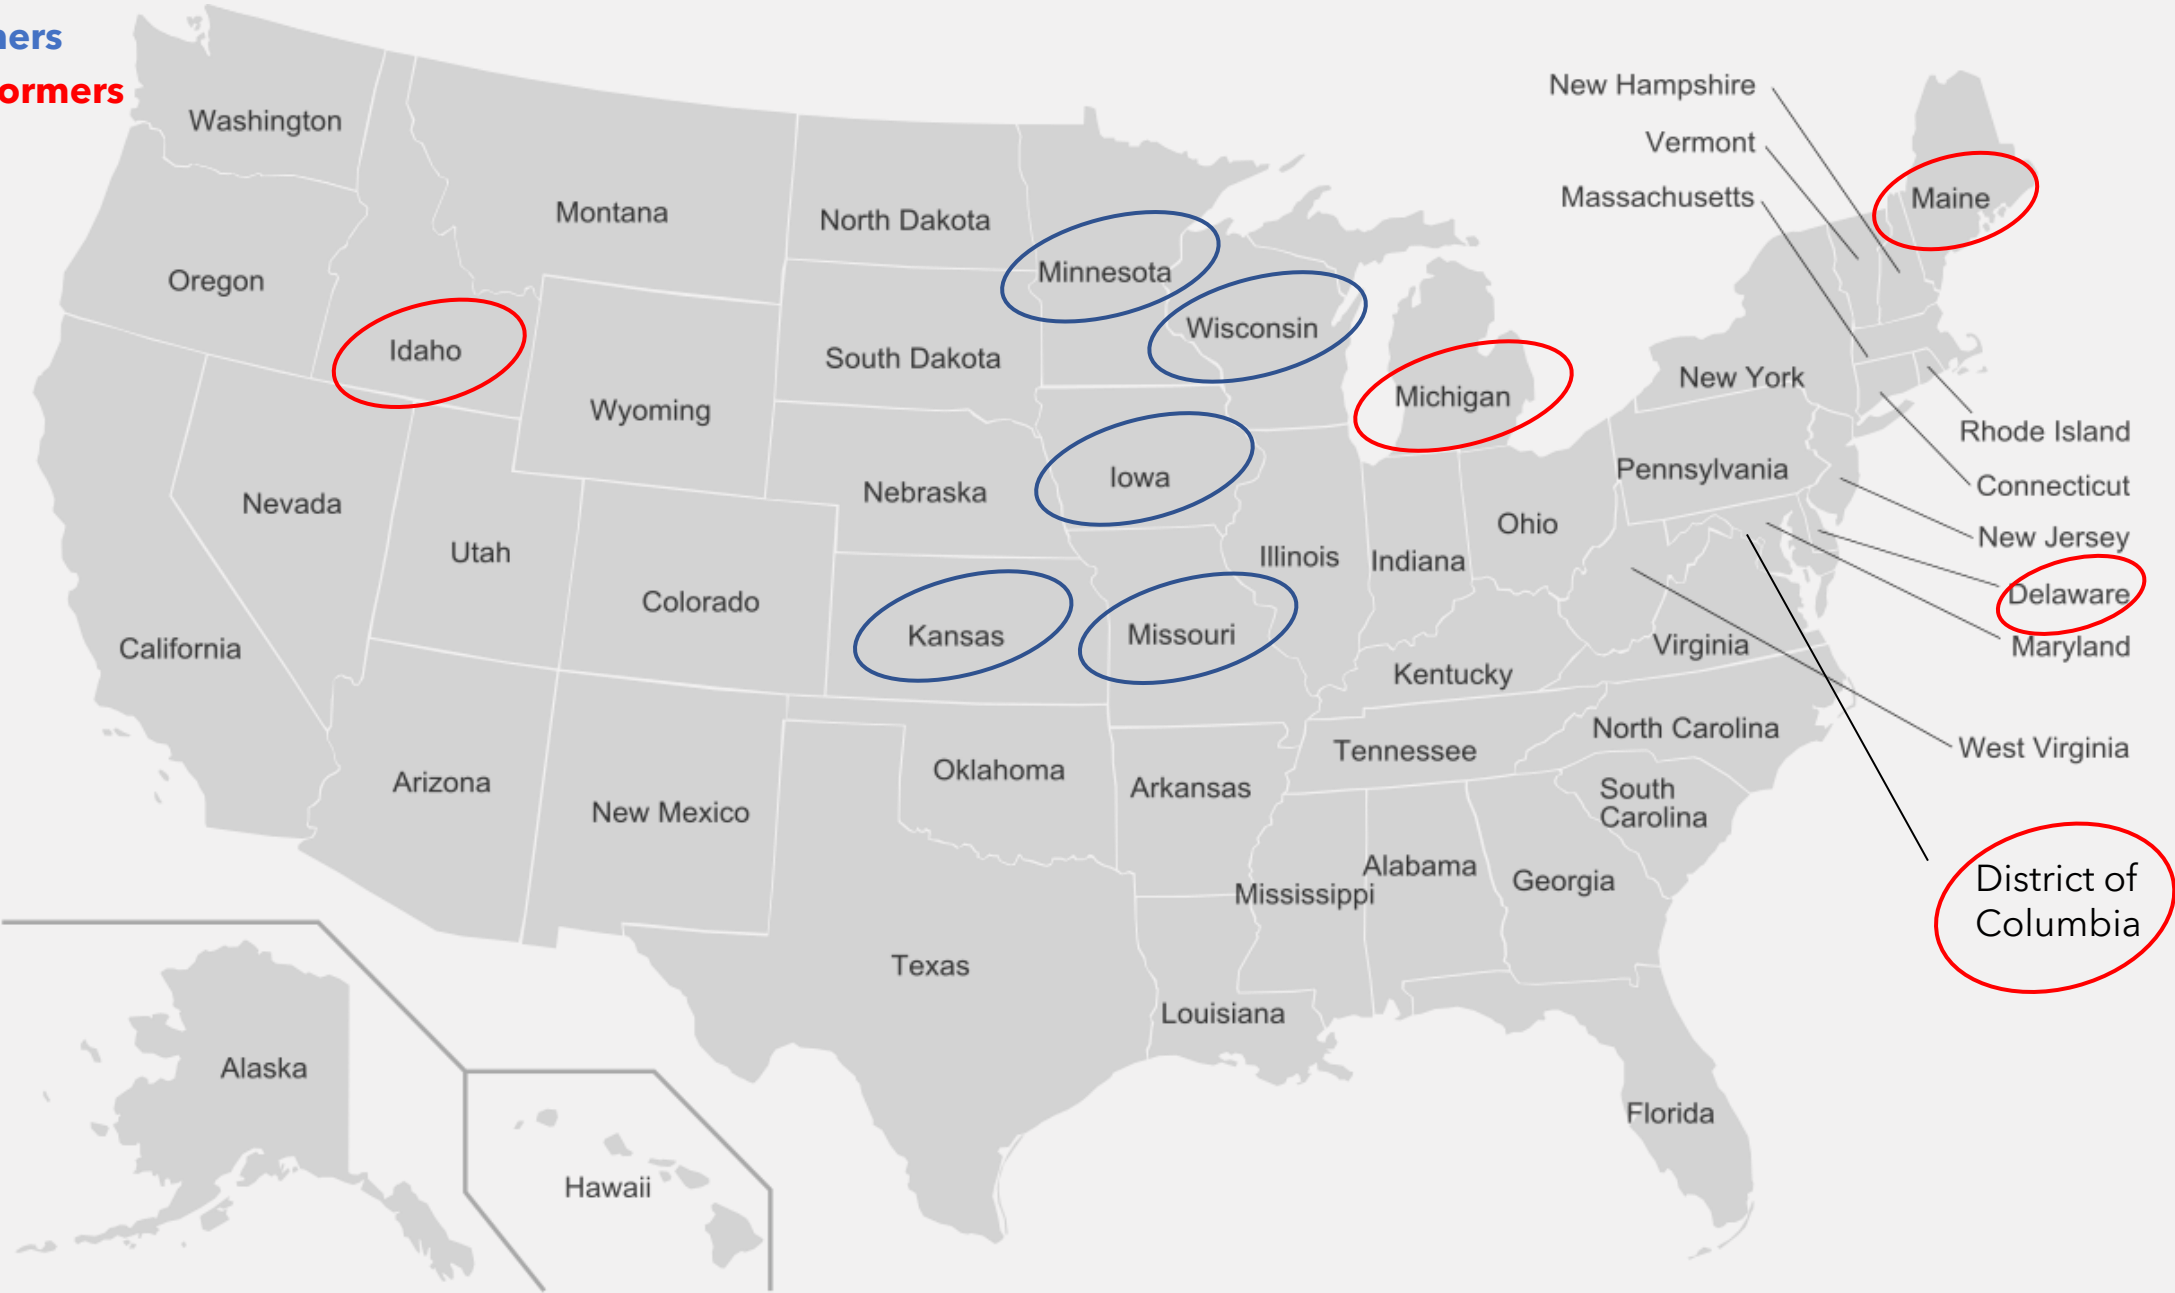 ners
ormers
Washington
Montana
North Dakota
Minnesota
Oregon
Idaho
Wyoming
South Dakota
Wisconsin
Michigan
New Hampshire
Vermont
Massachusetts
Maine
New York
Rhode Island
Connecticut
New Jersey
Delaware
Maryland
West Virginia
Pennsylvania
Nevada
Utah
Colorado
Nebraska
Iowa
Illinois
Indiana
Ohio
California
Kansas
Missouri
Kentucky
Virginia
Arizona
New Mexico
Oklahoma
Arkansas
Tennessee
North Carolina
South
Carolina
Texas
Louisiana
Mississippi
Alabama
Georgia
District of
Columbia
Alaska
Hawaii
Florida